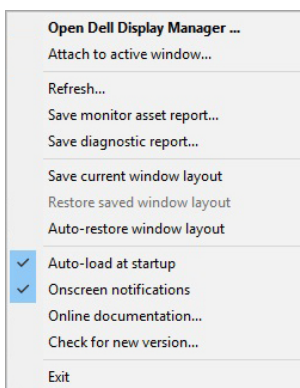 Open Dell Display Manager ...
Attach to active window...
Refresh...
Save monitor asset report...
Save diagnostic report...
Save current window layout
Restore saved window layout
Auto-restore window layout
Auto-load at startup
Onscreen notifications
Online documentation...
Check for new version...
Exit